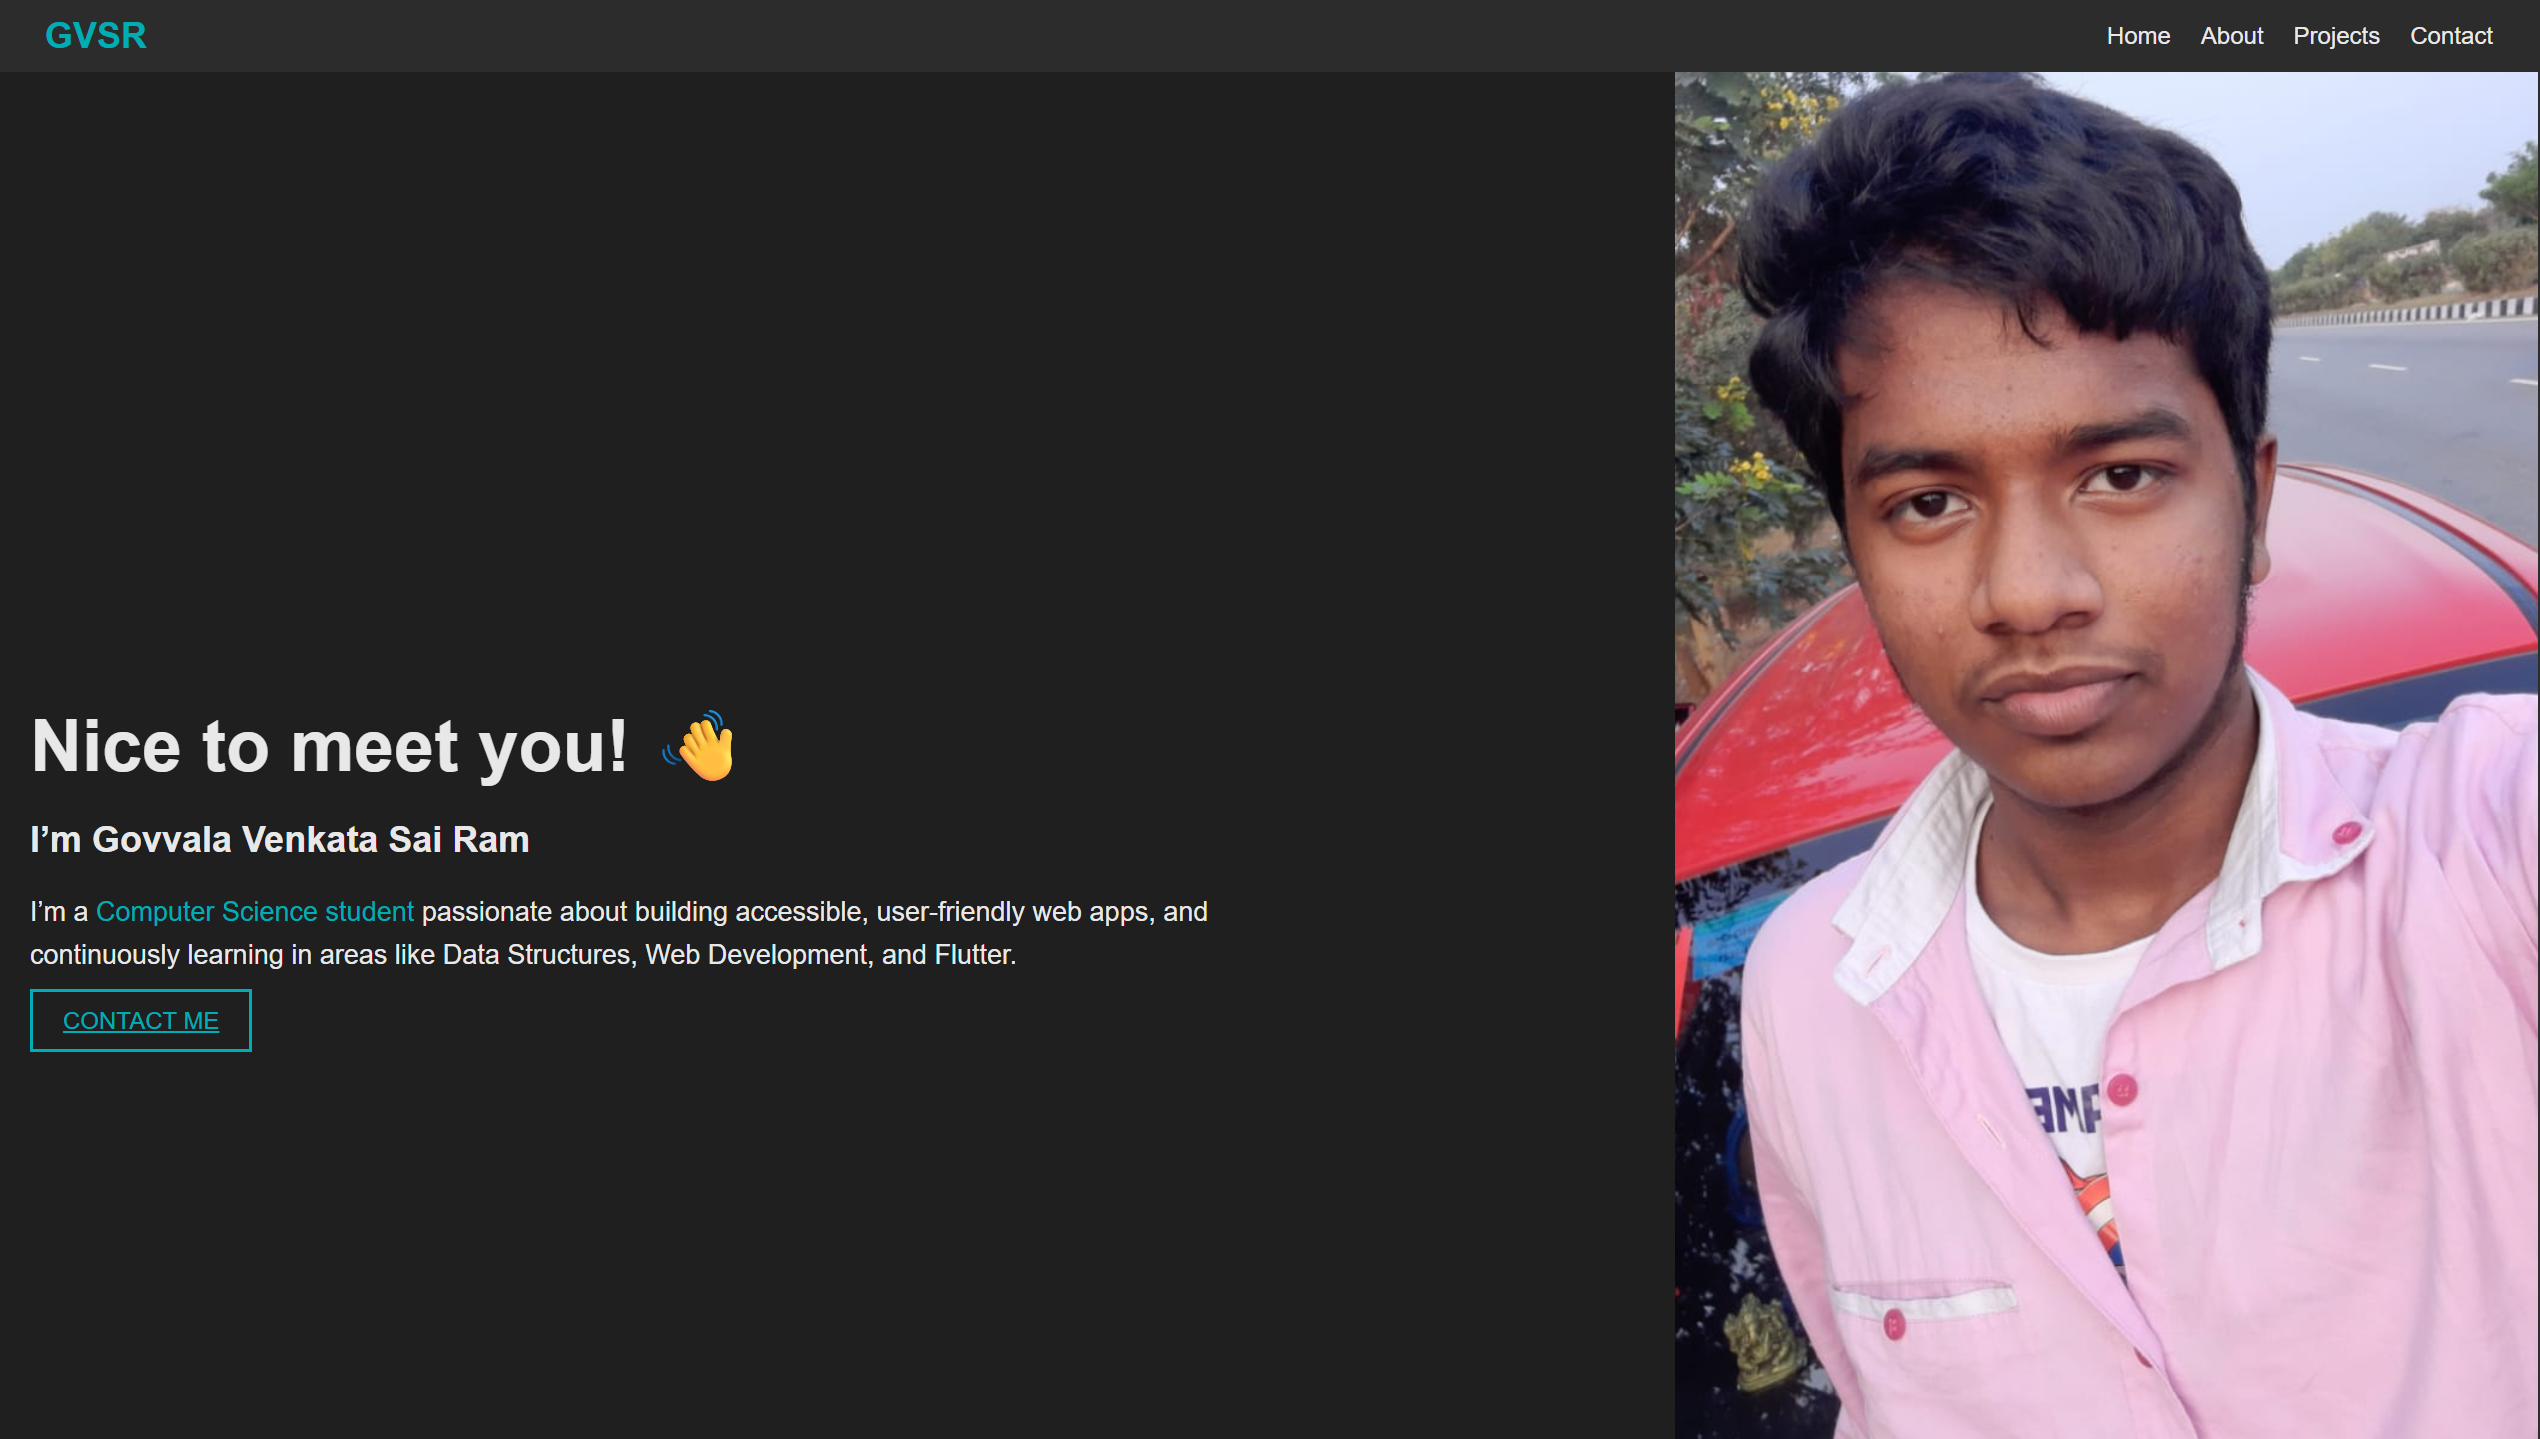 GVSR
Home About Projects Contact
Nice to meet you! 👋
I’m Govvala Venkata Sai Ram
I’m a Computer Science student passionate about building accessible, user-friendly web apps, and
continuously learning in areas like Data Structures, Web Development, and Flutter.
CONTACT ME